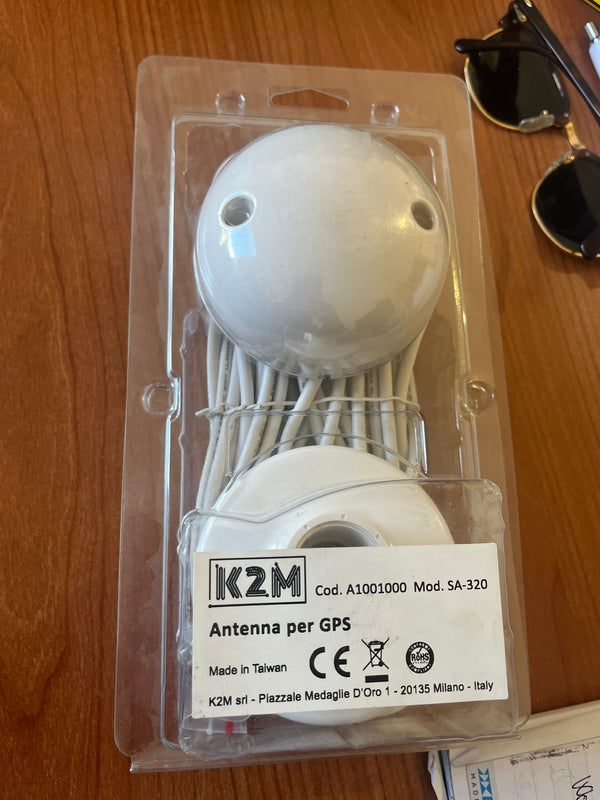 K2M Cod. A1001000 Mod. SA-320
Antenna per GPS
Made in Taiwan CE RoHS
K2M srl - Piazzale Medaglie D'Oro 1 - 20135 Milano - Italy
MAD